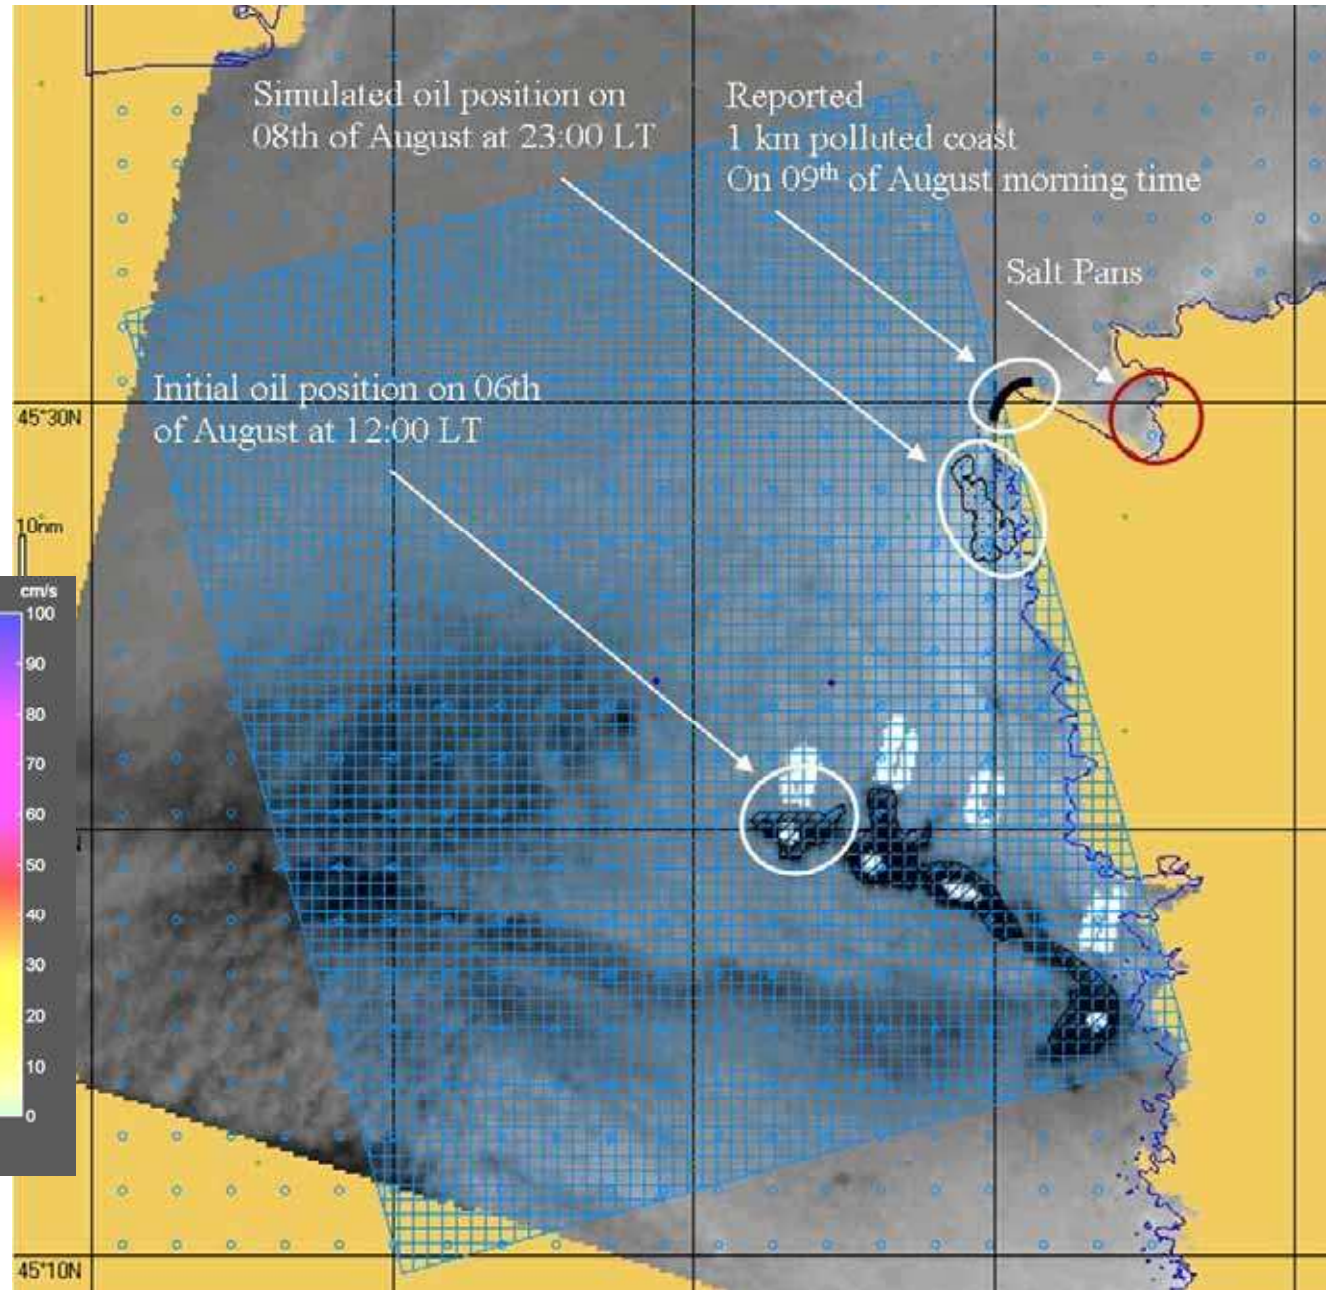 Simulated oil position on
08th of August at 23:00 LT
Reported
1 km polluted coast
On 09th of August morning time
Salt Pans
Initial oil position on 06th
of August at 12:00 LT
45°30N
10nm
cm/s
100
90
80
70
60
50
40
30
20
10
0
45°10N